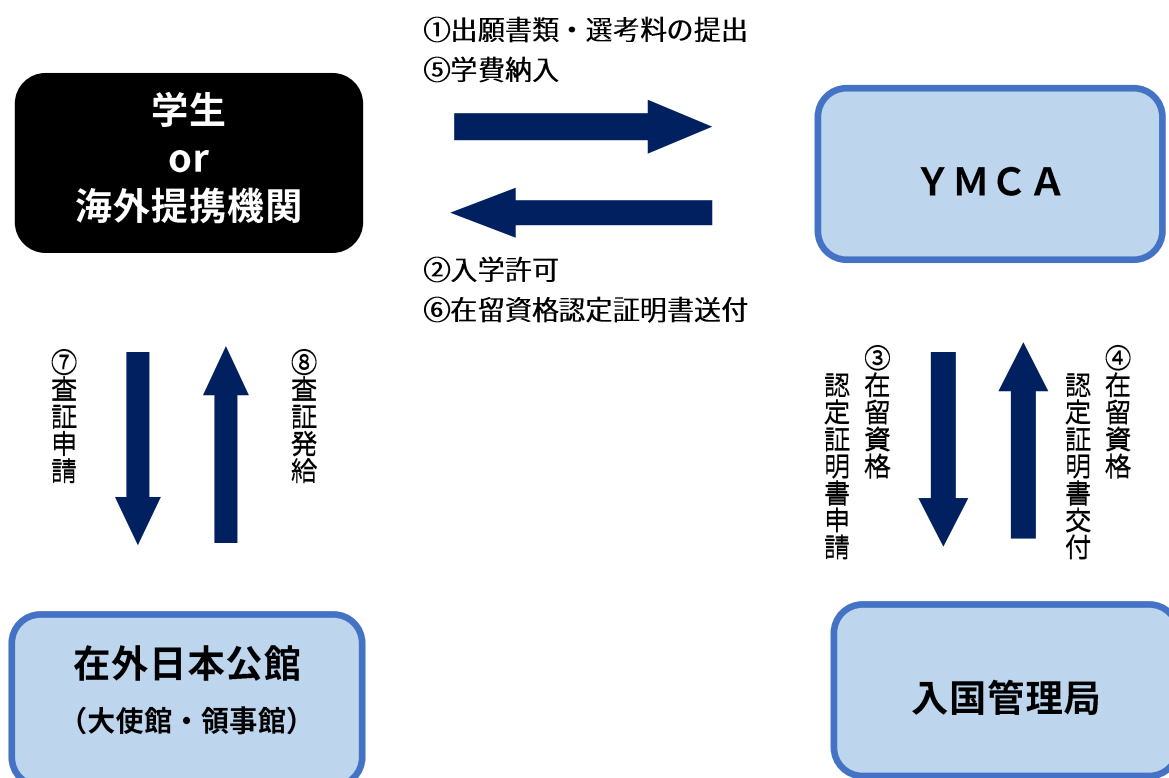 ①出願書類・選考料の提出
⑤学費納入
学生
or
海外提携機関
ＹＭＣＡ
②入学許可
⑥在留資格認定証明書送付
⑦査証申請
⑧査証発給
③在留資格
認定証明書申請
④在留資格
認定証明書交付
在外日本公館
（大使館・領事館）
入国管理局